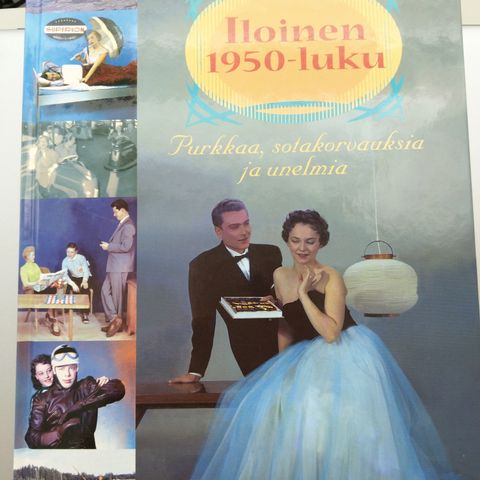 Iloinen
1950-luku
Purkkaa, sotakorvauksia
ja unelmia